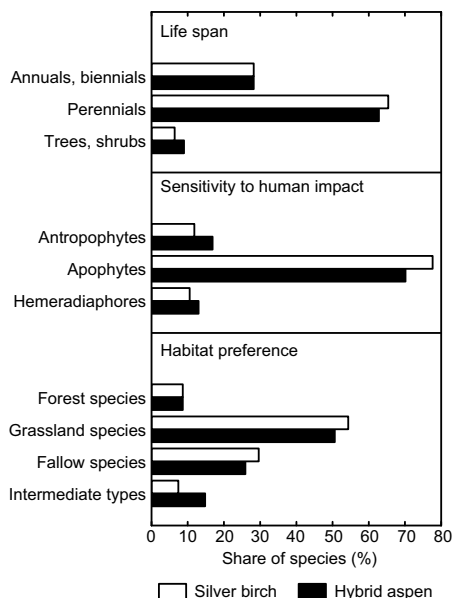 Life span
Annuals, biennials
Perennials
Trees, shrubs
Sensitivity to human impact
Antropophytes
Apophytes
Hemeradiaphores
Habitat preference
Forest species
Grassland species
Fallow species
Intermediate types
0 10 20 30 40 50 60 70 80
Share of species (%)
Silver birch Hybrid aspen